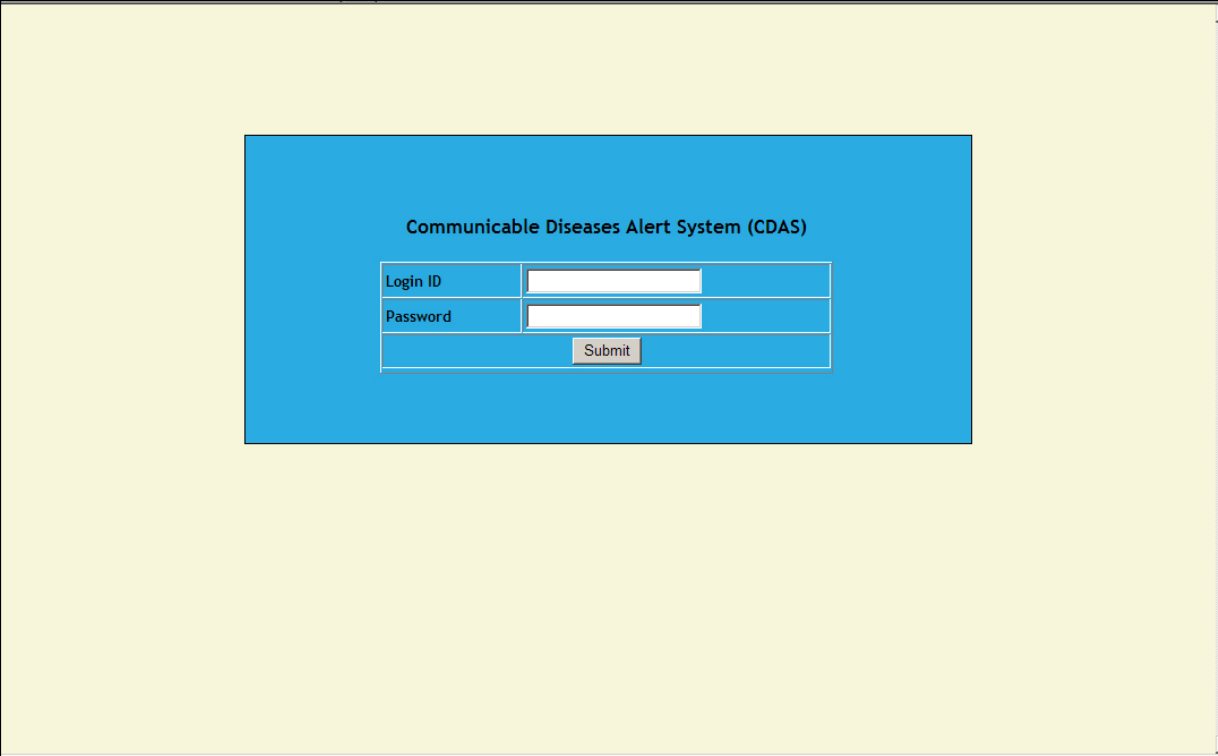 Communicable Diseases Alert System (CDAS)
Login ID
Password
Submit